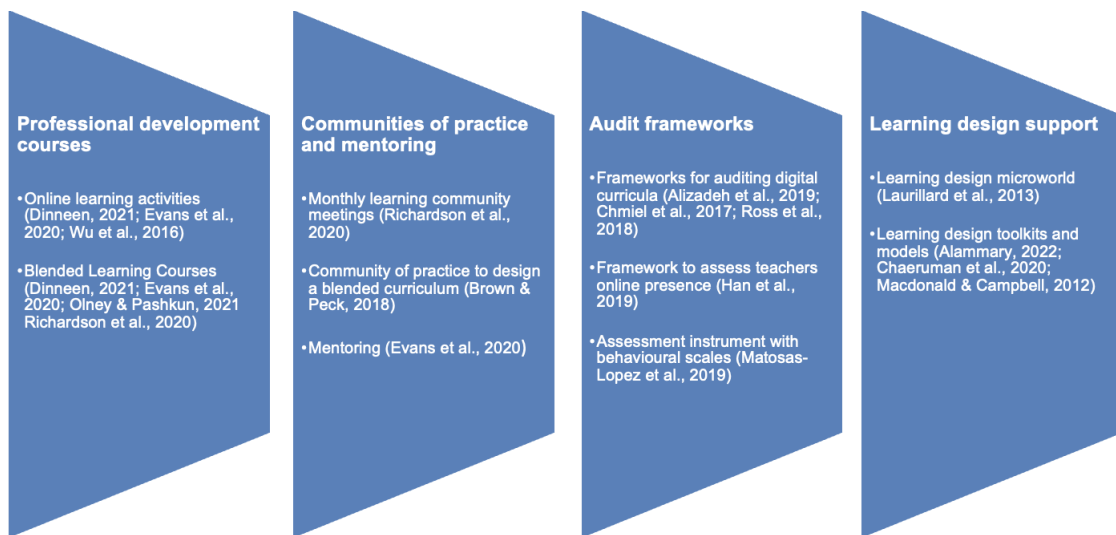 Professional development
courses
•Online learning activities
(Dinneen, 2021; Evans et al.,
2020; Wu et al., 2016)
•Blended Learning Courses
(Dinneen, 2021; Evans et al.,
2020; Olney & Pashkun, 2021
Richardson et al., 2020)
Communities of practice
and mentoring
•Monthly learning community
meetings (Richardson et al.,
2020)
•Community of practice to design
a blended curriculum (Brown &
Peck, 2018)
•Mentoring (Evans et al., 2020)
Audit frameworks
•Frameworks for auditing digital
curricula (Alizadeh et al., 2019;
Chmiel et al., 2017; Ross et al.,
2018)
•Framework to assess teachers
online presence (Han et al.,
2019)
•Assessment instrument with
behavioural scales (Matosas-
Lopez et al., 2019)
Learning design support
•Learning design microworld
(Laurillard et al., 2013)
•Learning design toolkits and
models (Alammary, 2022;
Chaeruman et al., 2020;
Macdonald & Campbell, 2012)